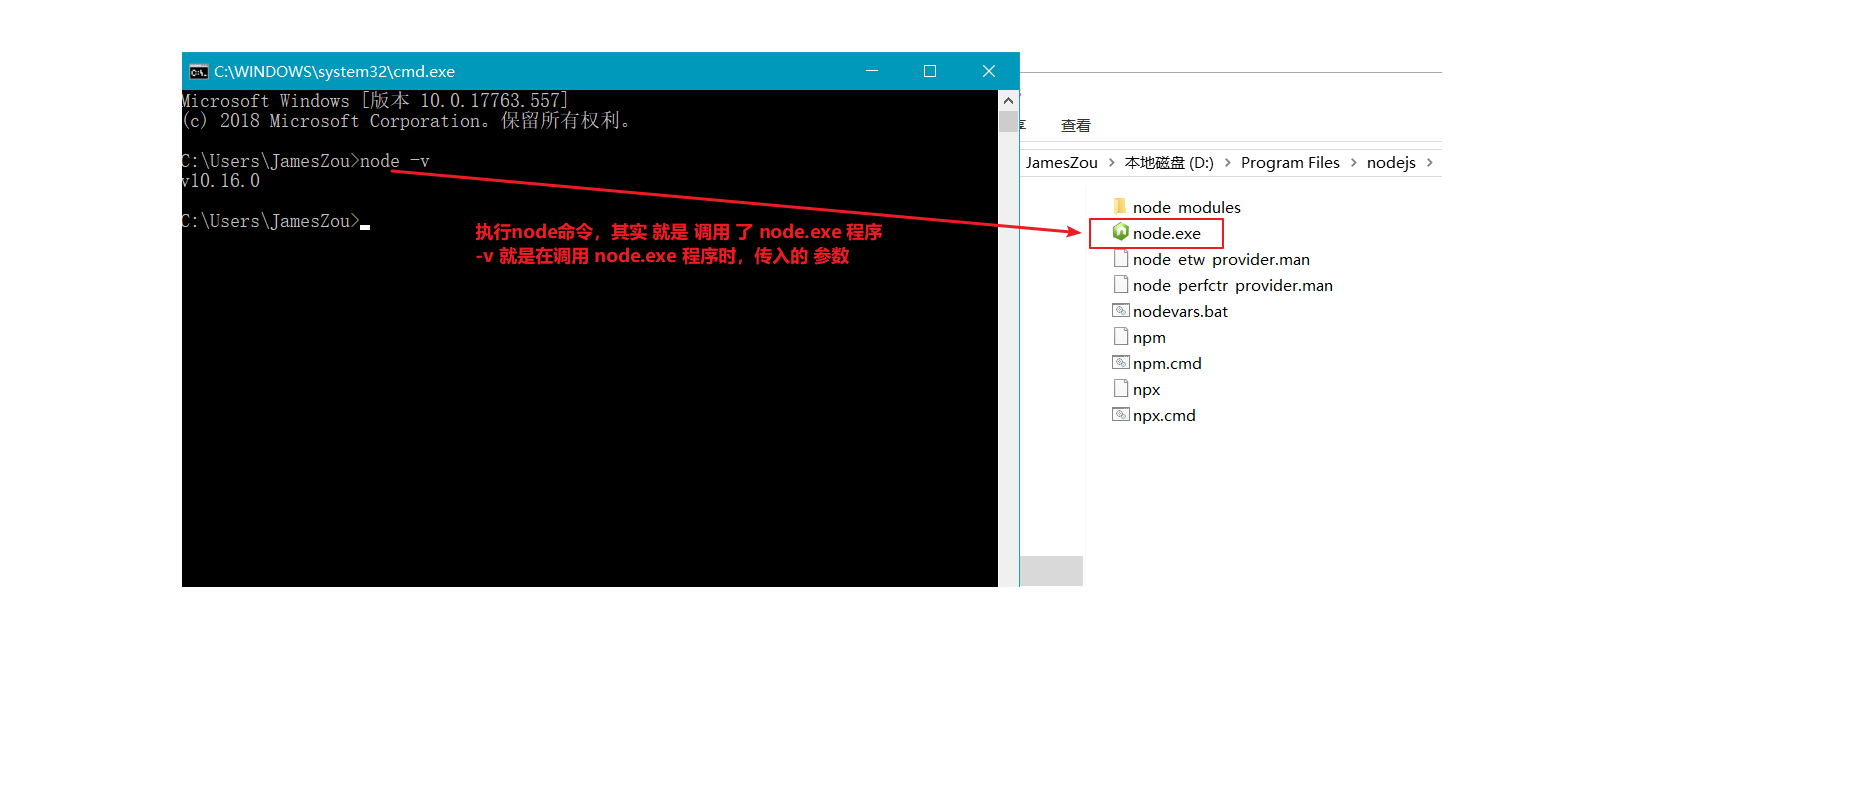 C:\WINDOWS\system32\cmd.exe
Microsoft Windows [版本 10.0.17763.557]
(c) 2018 Microsoft Corporation。保留所有权利。
C:\Users\JamesZou>node -v
v10.16.0
C:\Users\JamesZou>
执行node命令，其实 就是 调用 了 node.exe 程序
-v 就是在调用 node.exe 程序时，传入的 参数
查看
JamesZou > 本地磁盘 (D:) > Program Files > nodejs >
node_modules
node.exe
node_etw_provider.man
node_perfctr_provider.man
nodevars.bat
npm
npm.cmd
npx
npx.cmd